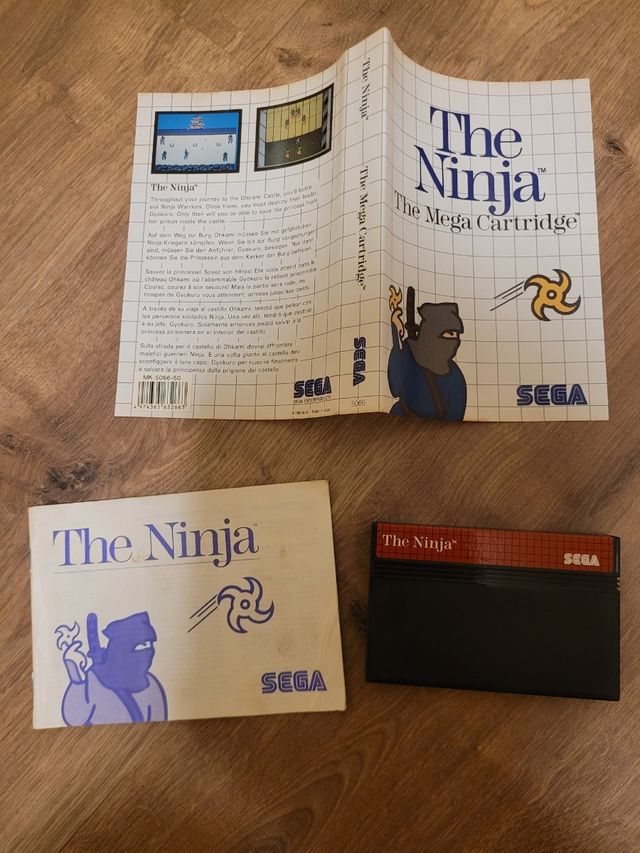 The Ninja™
Throughout your journey to the Ohkami Castle, you'll battle
evil Ninja Warriors. Once there, you must destroy their leader,
Gyokuro. Only then will you be able to save the princess from
her prison inside the castle.
Auf dem Weg zur Burg Ohkami müssen Sie mit gefährlichen
Ninja-Kriegern kämpfen. Wenn Sie bis zur Burg vorgedrungen
sind, müssen Sie den Anführer, Gyokuro, besiegen. Nur dann
können Sie die Prinzessin aus dem Kerker der Burg befreien.
Sauvez la princesse! Soyez son héros! Elle vous attend dans le
château Ohkami où l'abominable Gyokuro la retient prisonnière.
Courez, courez à son secours! Mais la partie sera rude, les
troupes de Gyokuro vous attendent, armées jusqu'aux dents.
A través de su viaje al castillo Ohkami, tendrá que pelear con
los perversos soldados Ninja. Una vez allí, tendrá que destruir
a su jefe, Gyokuro. Solamente entonces podrá salvar a la
princesa prisionera en el interior del castillo.
Sulla strada per il castello di Ohkami dovrai affrontare i
malefici guerrieri Ninja. E una volta giunto al castello devi
sconfiggere il loro capo, Gyokuro per riuscire finalmente
a salvare la principessa dalla prigione del castello.
MK-5066-50
4974365632663
SEGA
The Ninja™
The Mega Cartridge™
SEGA
5066
The
Ninja™
The Mega Cartridge™
SEGA
The Ninja™
SEGA
The Ninja™
SEGA